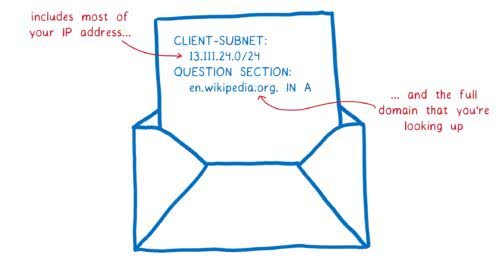 includes most of
your IP address...
CLIENT-SUBNET:
13.111.24.0/24
QUESTION SECTION:
en.wikipedia.org. IN A
... and the full
domain that you're
looking up